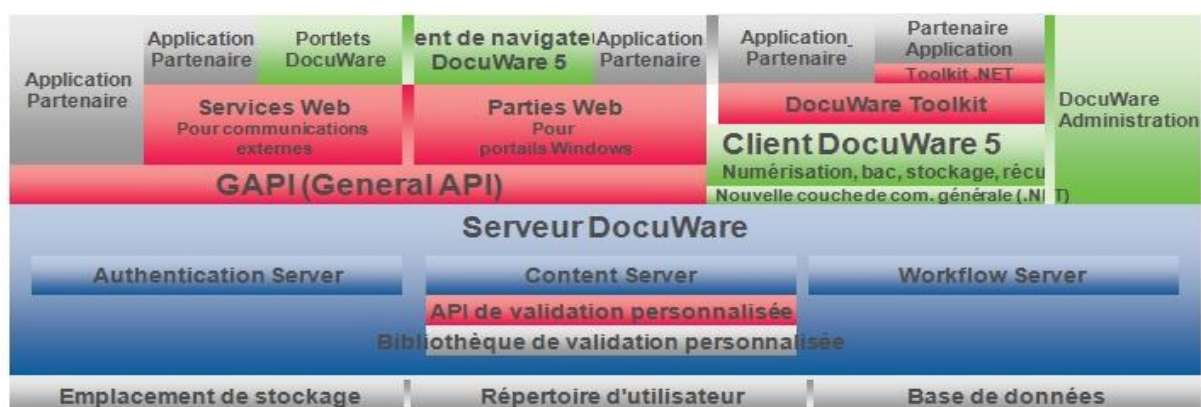 Application
Partenaire
Application
Partenaire
Portlets
DocuWare
ent de navigate
DocuWare 5
Application
Partenaire
Application
Partenaire
Partenaire
Application
Toolkit .NET
DocuWare
Administration
Services Web
Pour communications
externes
Parties Web
Pour
portails Windows
DocuWare Toolkit
Client DocuWare 5
Numérisation, bac, stockage, récu
Nouvelle couche de com. générale (.NET)
GAPI (General API)
Serveur DocuWare
Authentication Server
Content Server
Workflow Server
API de validation personnalisée
Bibliothèque de validation personnalisée
Emplacement de stockage
Répertoire d'utilisateur
Base de données